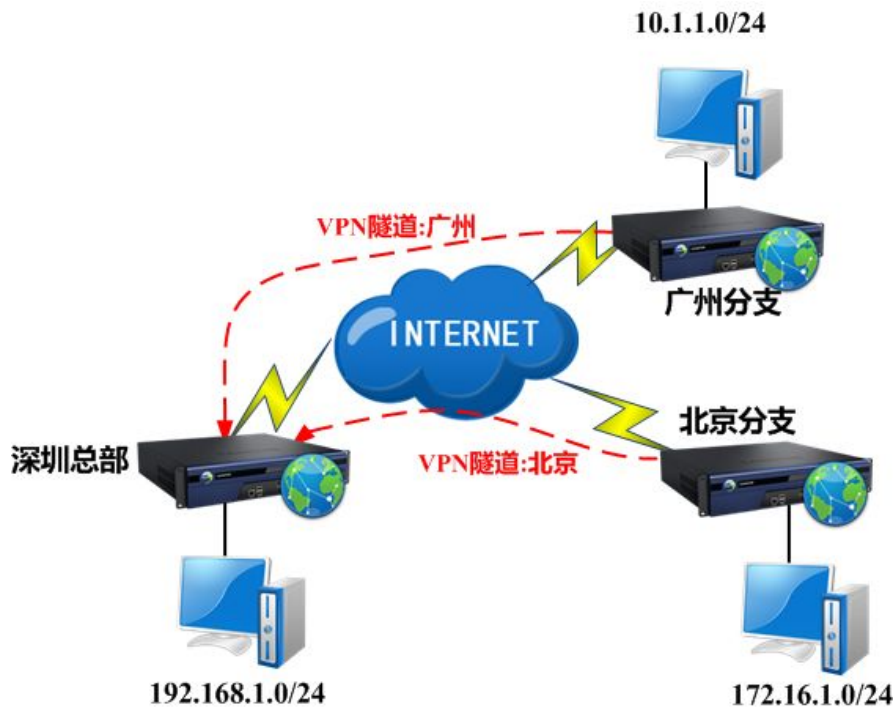 10.1.1.0/24
VPN隧道:广州
广州分支
INTERNET
北京分支
深圳总部
VPN隧道:北京
192.168.1.0/24
172.16.1.0/24